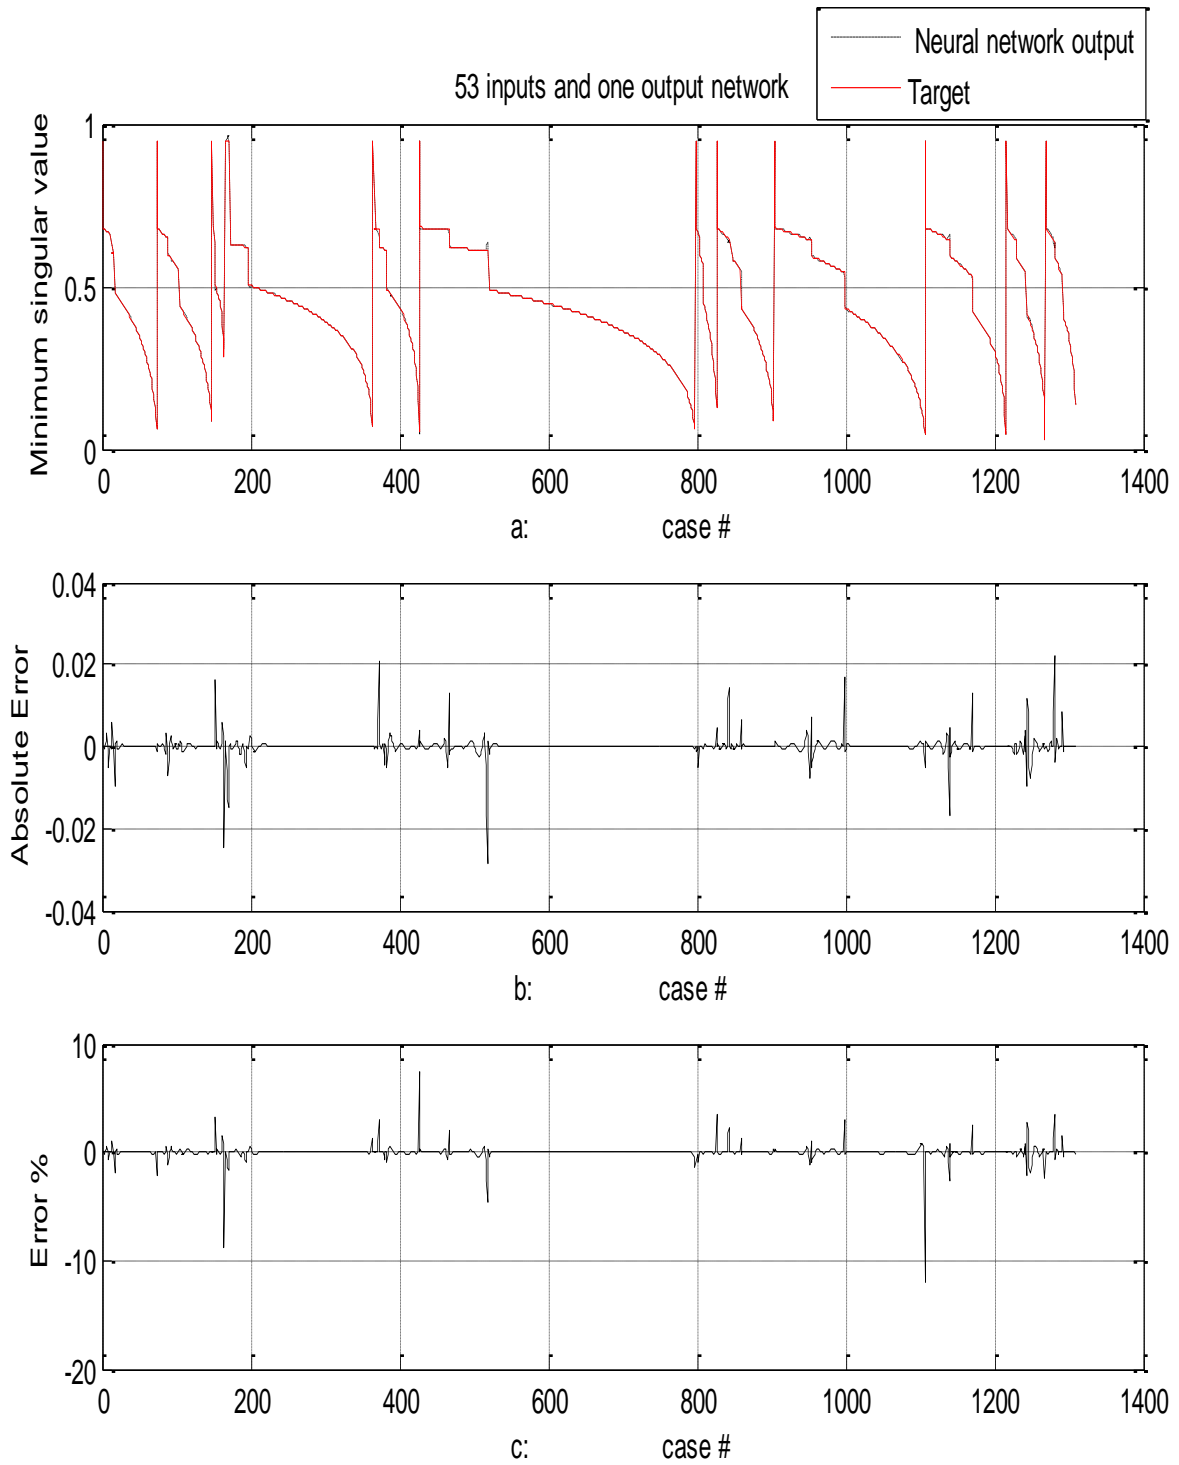 Neural network output
53 inputs and one output network
Target
Minimum singular value
1
0.5
0
0 200 400 600 800 1000 1200 1400
a: case #
Absolute Error
0.04
0.02
0
-0.02
-0.04
0 200 400 600 800 1000 1200 1400
b: case #
Error %
10
0
-10
-20
0 200 400 600 800 1000 1200 1400
c: case #